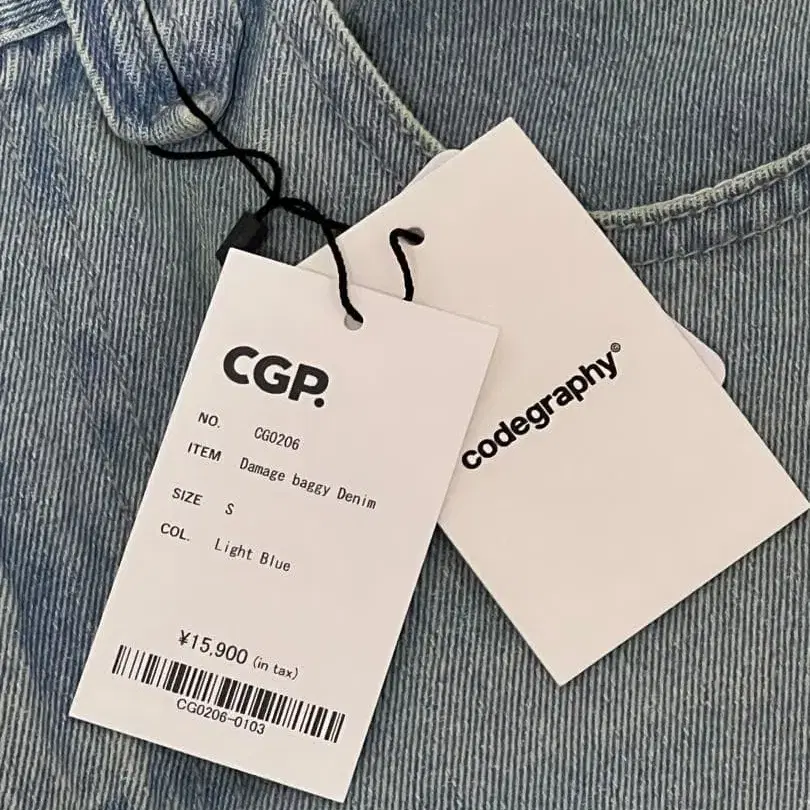 CGP.
NO. CG0206
ITEM Damage baggy Denim
SIZE S
COL. Light Blue
¥15,900 (in tax)
CG0206-0103
codegraphy©